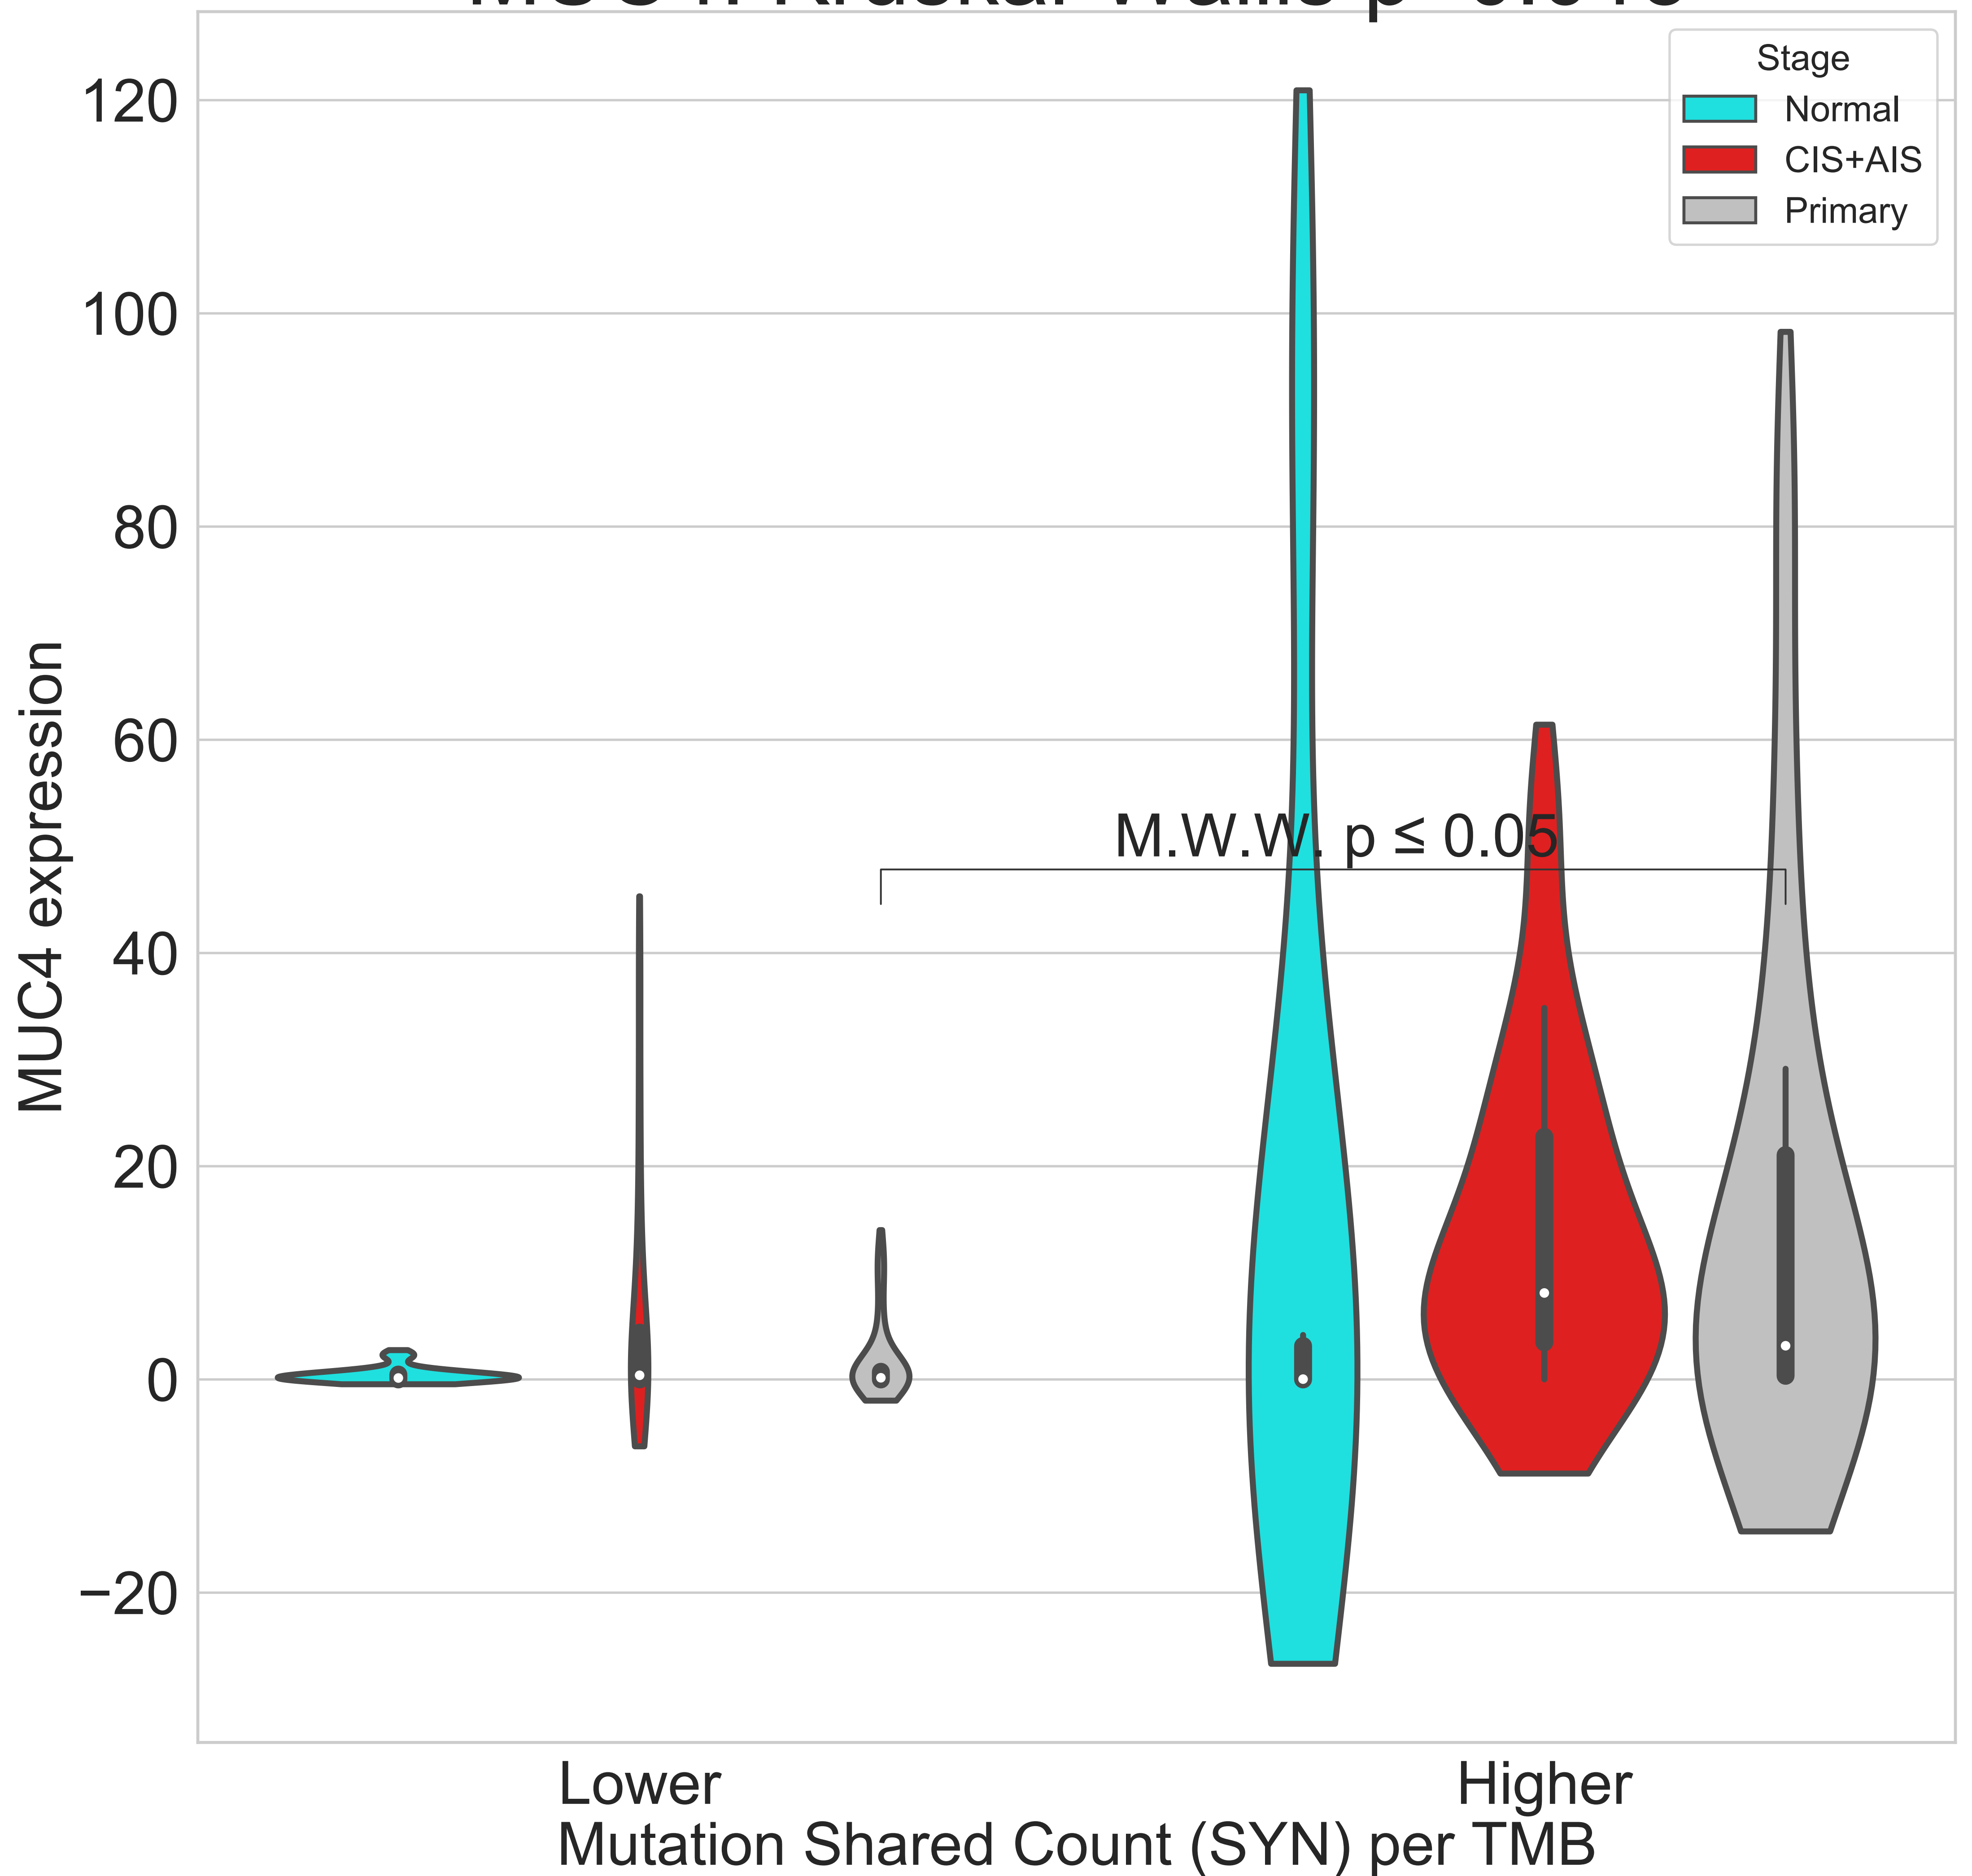 Stage
Normal
CIS+AIS
Primary
120
100
80
60
40
20
0
−20
MUC4 expression
M.W.W. p ≤ 0.05
Lower
Higher
Mutation Shared Count (SYN) per TMB